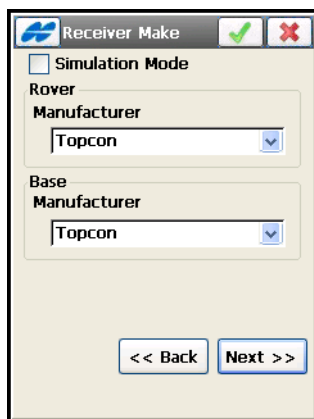 Receiver Make
Simulation Mode
Rover
Manufacturer
Topcon
Base
Manufacturer
Topcon
<< Back Next >>